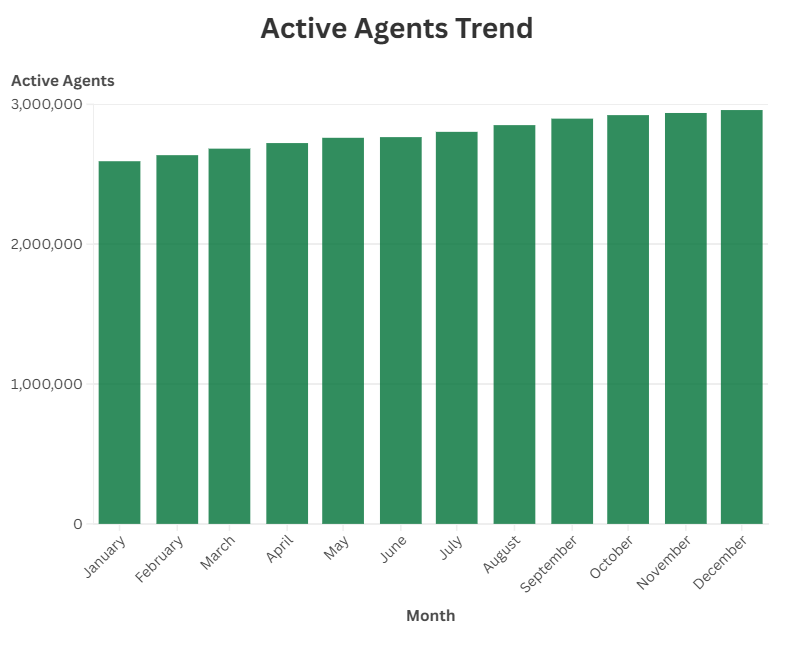 Active Agents Trend
Active Agents
3,000,000
2,000,000
1,000,000
0
January
February
March
April
May
June
July
August
September
October
November
December
Month